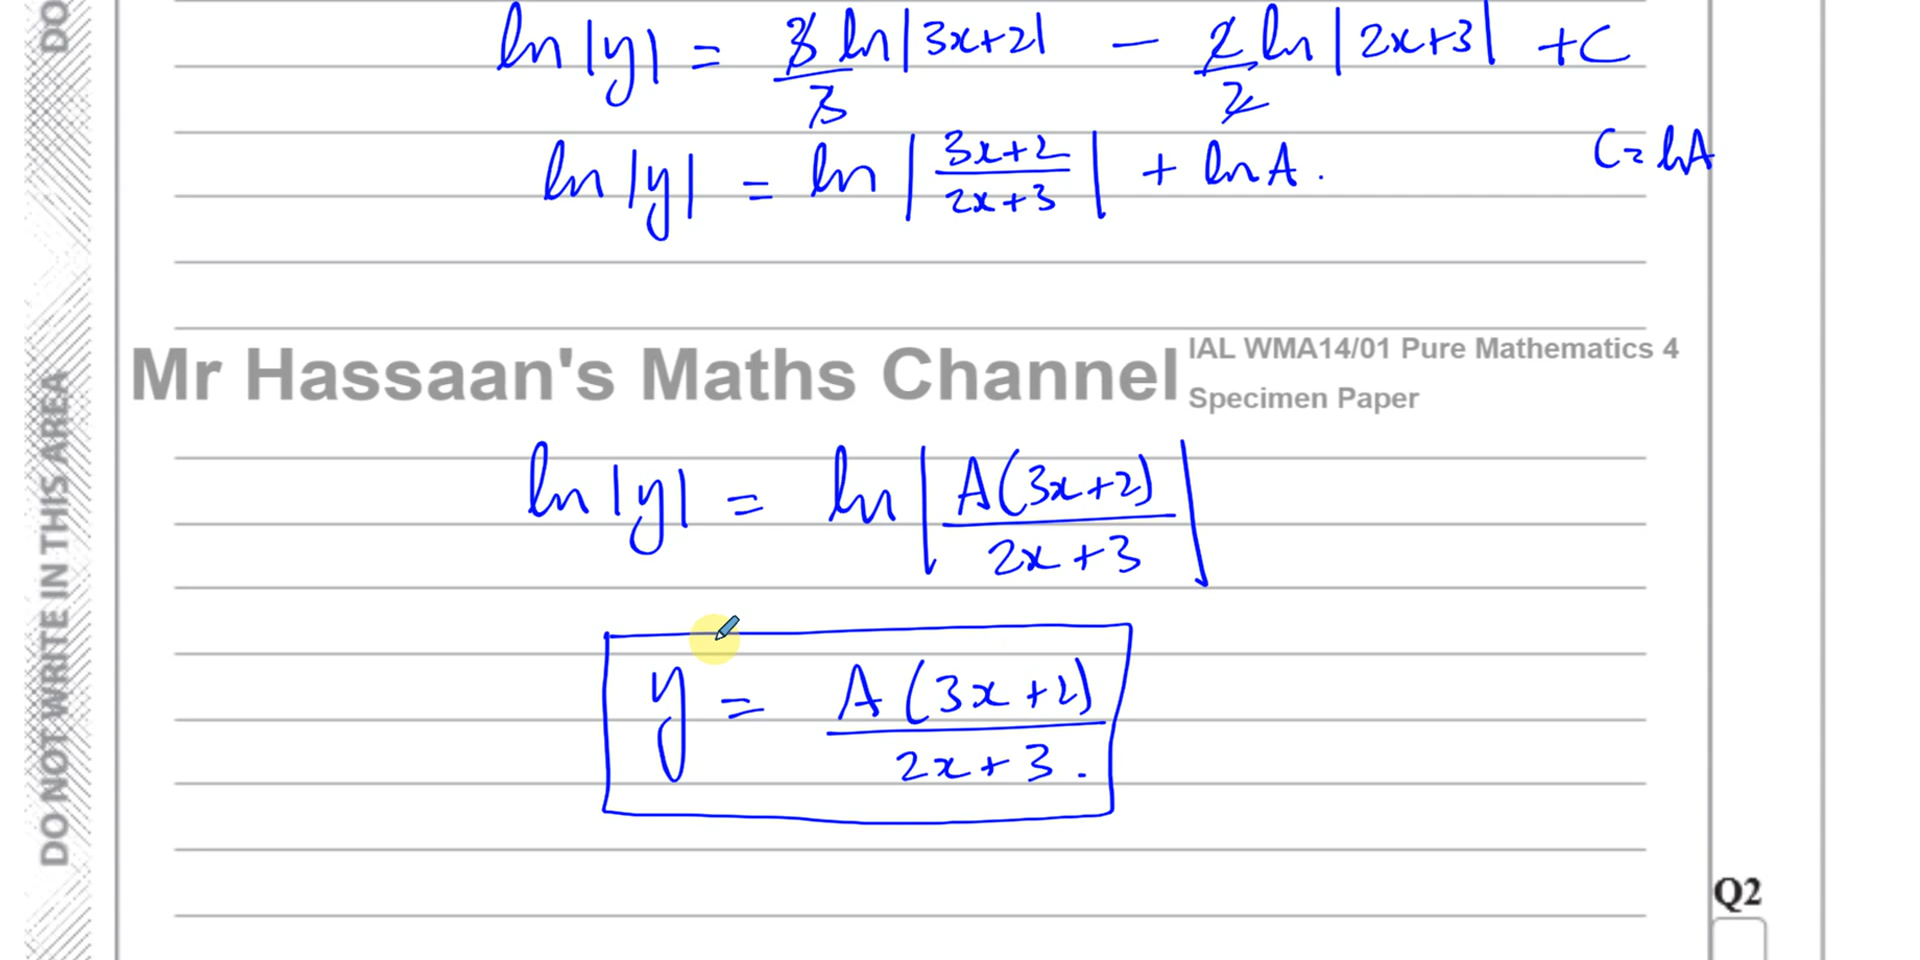 DO
ln|y| = 3/3 ln|3x+2| - 2/2 ln|2x+3| + C
C = lnA
ln|y| = ln|(3x+2)/(2x+3)| + lnA.
Mr Hassaan's Maths Channel
IAL WMA14/01 Pure Mathematics 4
Specimen Paper
ln|y| = ln|A(3x+2)/(2x+3)|
y = A(3x+2)/(2x+3).
DO NOT WRITE IN THIS AREA
Q2